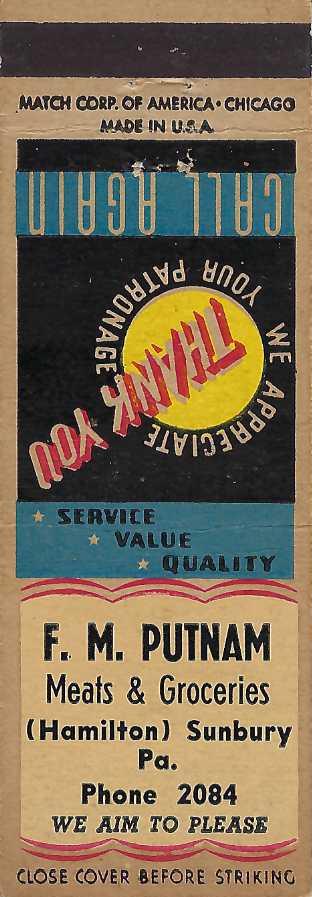 MATCH CORP. OF AMERICA • CHICAGO
MADE IN U.S.A.
CALL AGAIN
WE APPRECIATE
YOUR PATRONAGE
THANK YOU
★ SERVICE
★ VALUE
★ QUALITY
F. M. PUTNAM
Meats & Groceries
(Hamilton) Sunbury
Pa.
Phone 2084
WE AIM TO PLEASE
CLOSE COVER BEFORE STRIKING